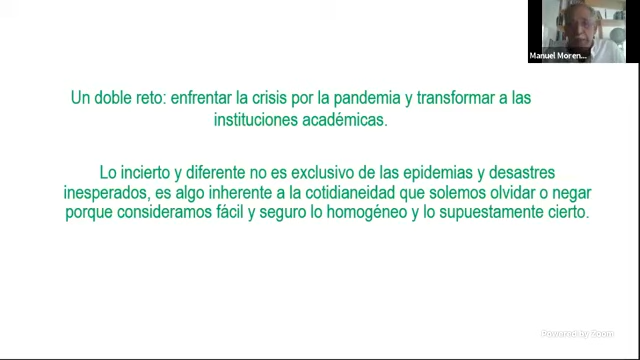 Manuel Moren...
Un doble reto: enfrentar la crisis por la pandemia y transformar a las
instituciones académicas.
Lo incierto y diferente no es exclusivo de las epidemias y desastres
inesperados, es algo inherente a la cotidianeidad que solemos olvidar o negar
porque consideramos fácil y seguro lo homogéneo y lo supuestamente cierto.
Powered by Zoom